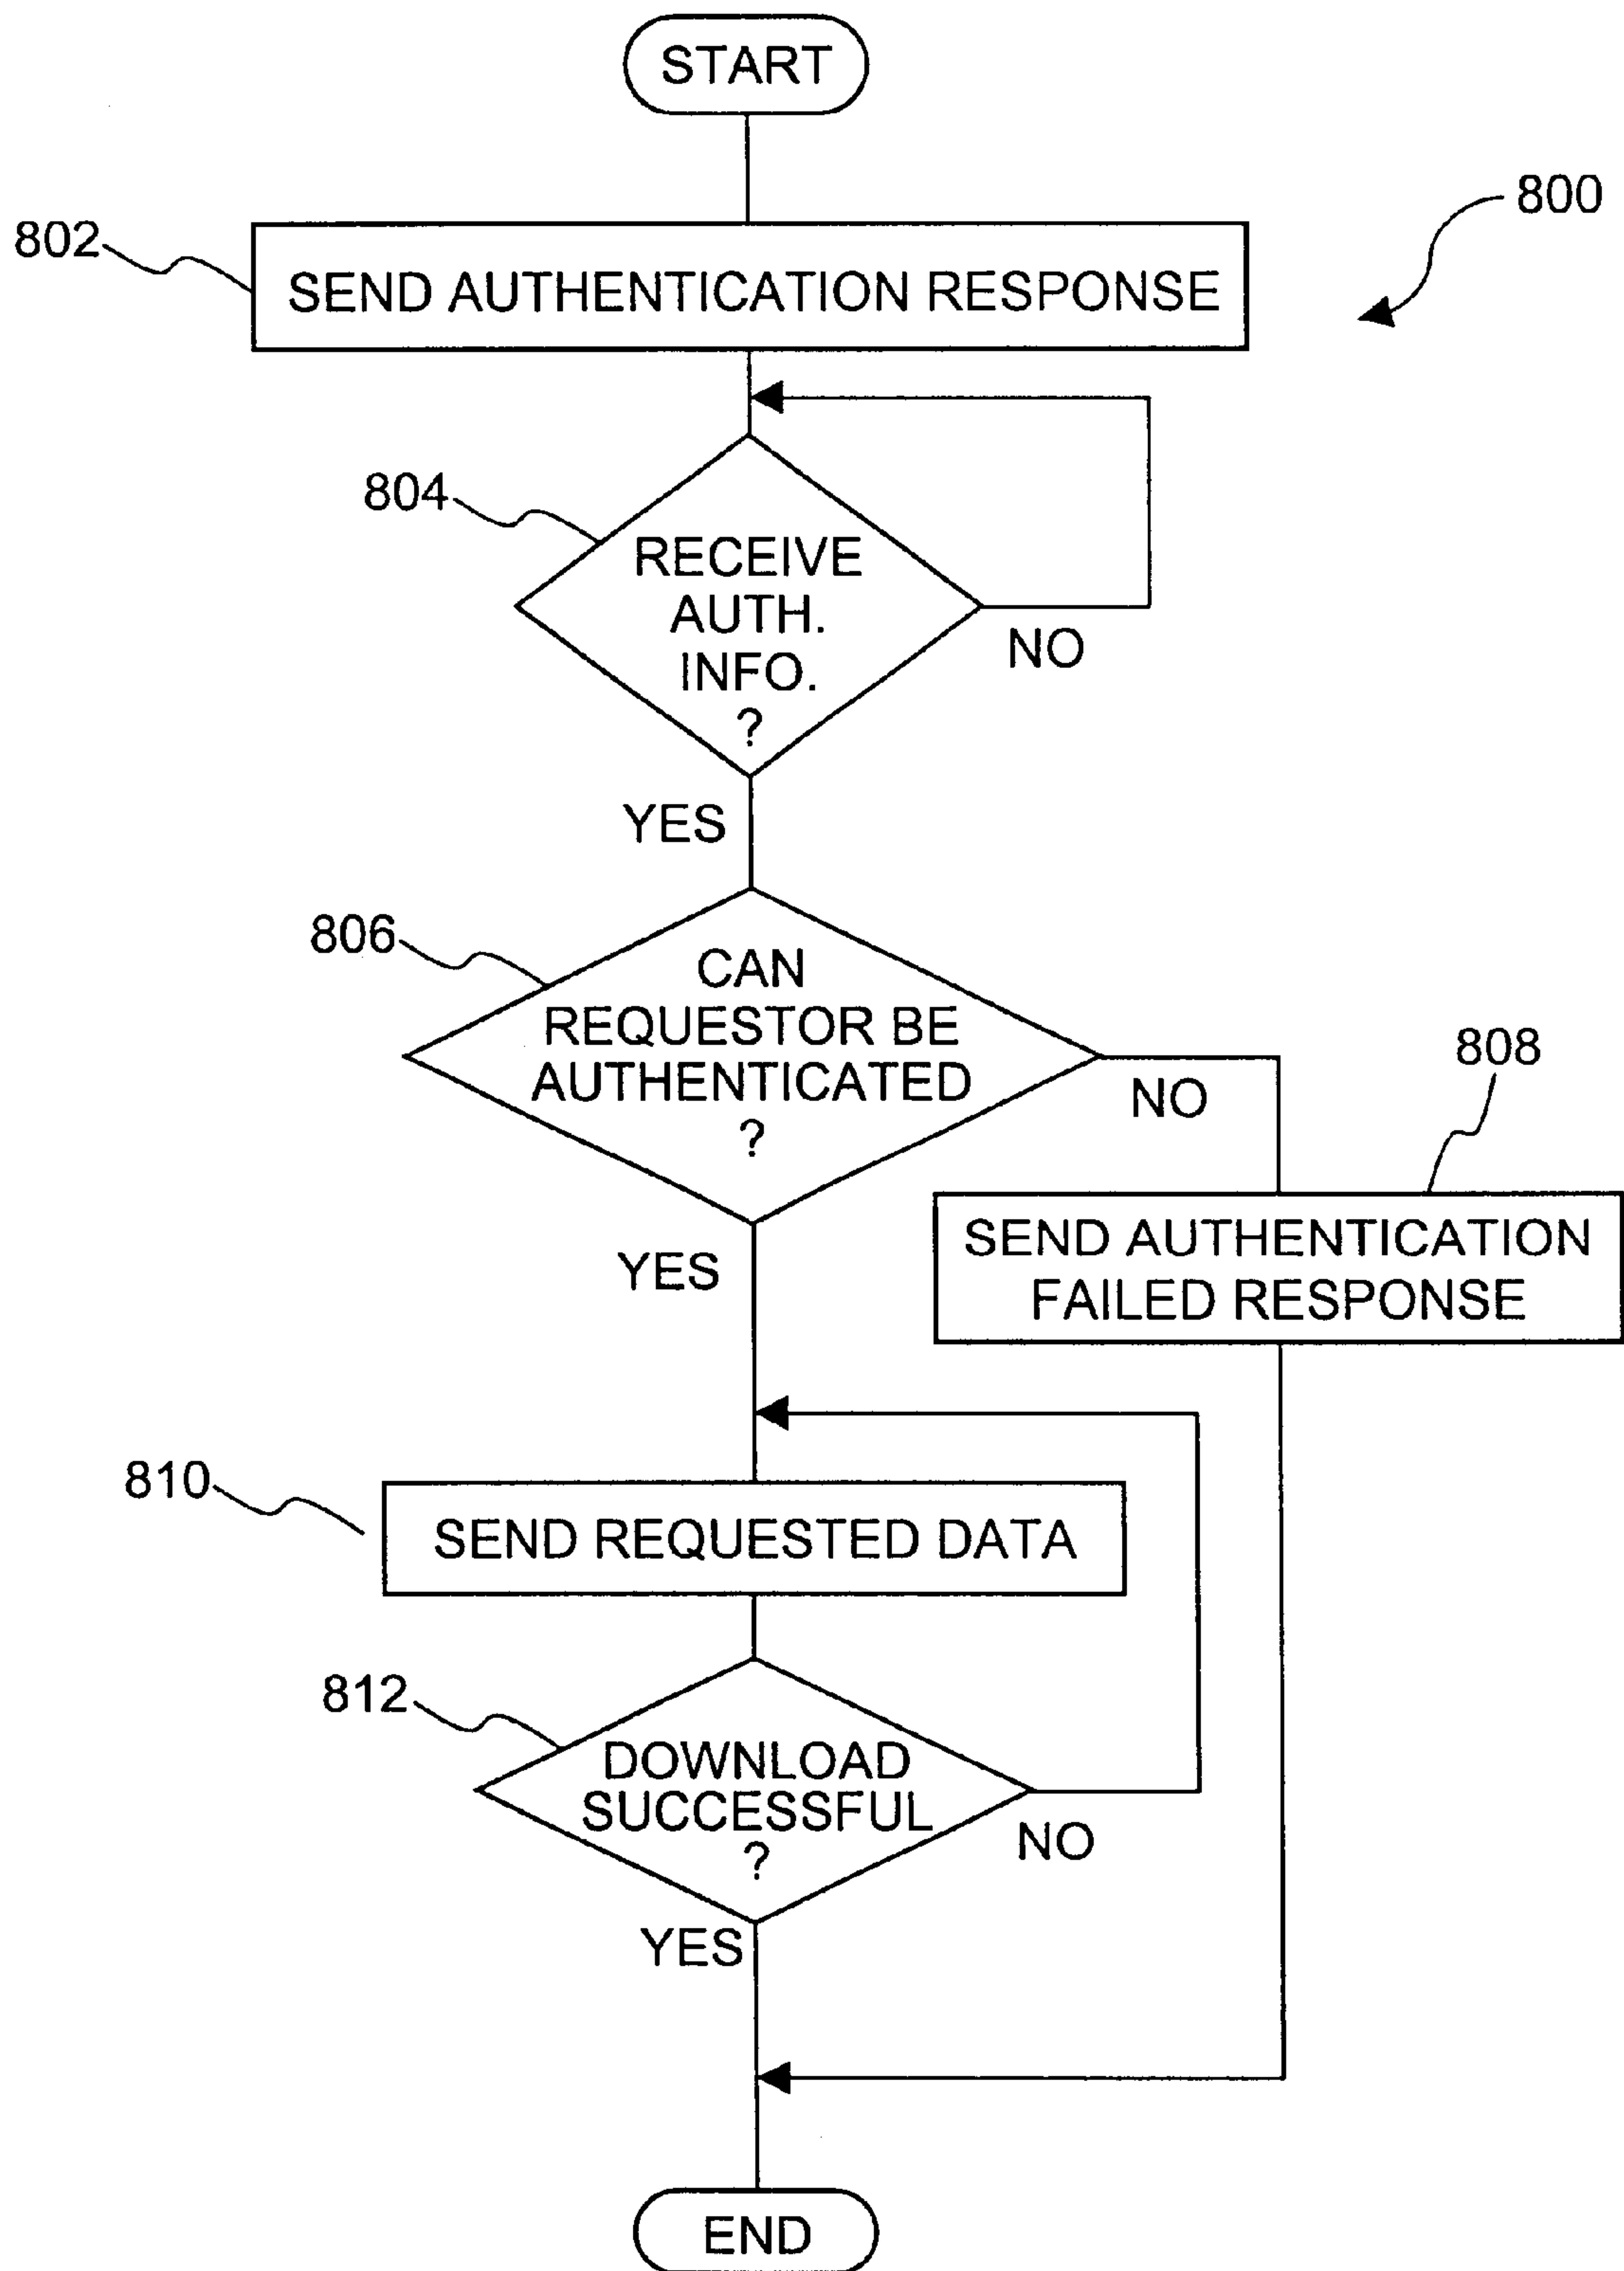 START
800
802
SEND AUTHENTICATION RESPONSE
804
RECEIVE
AUTH.
INFO.
?
NO
YES
806
CAN
REQUESTOR BE
AUTHENTICATED
?
NO
808
SEND AUTHENTICATION
FAILED RESPONSE
YES
810
SEND REQUESTED DATA
812
DOWNLOAD
SUCCESSFUL
?
NO
YES
END